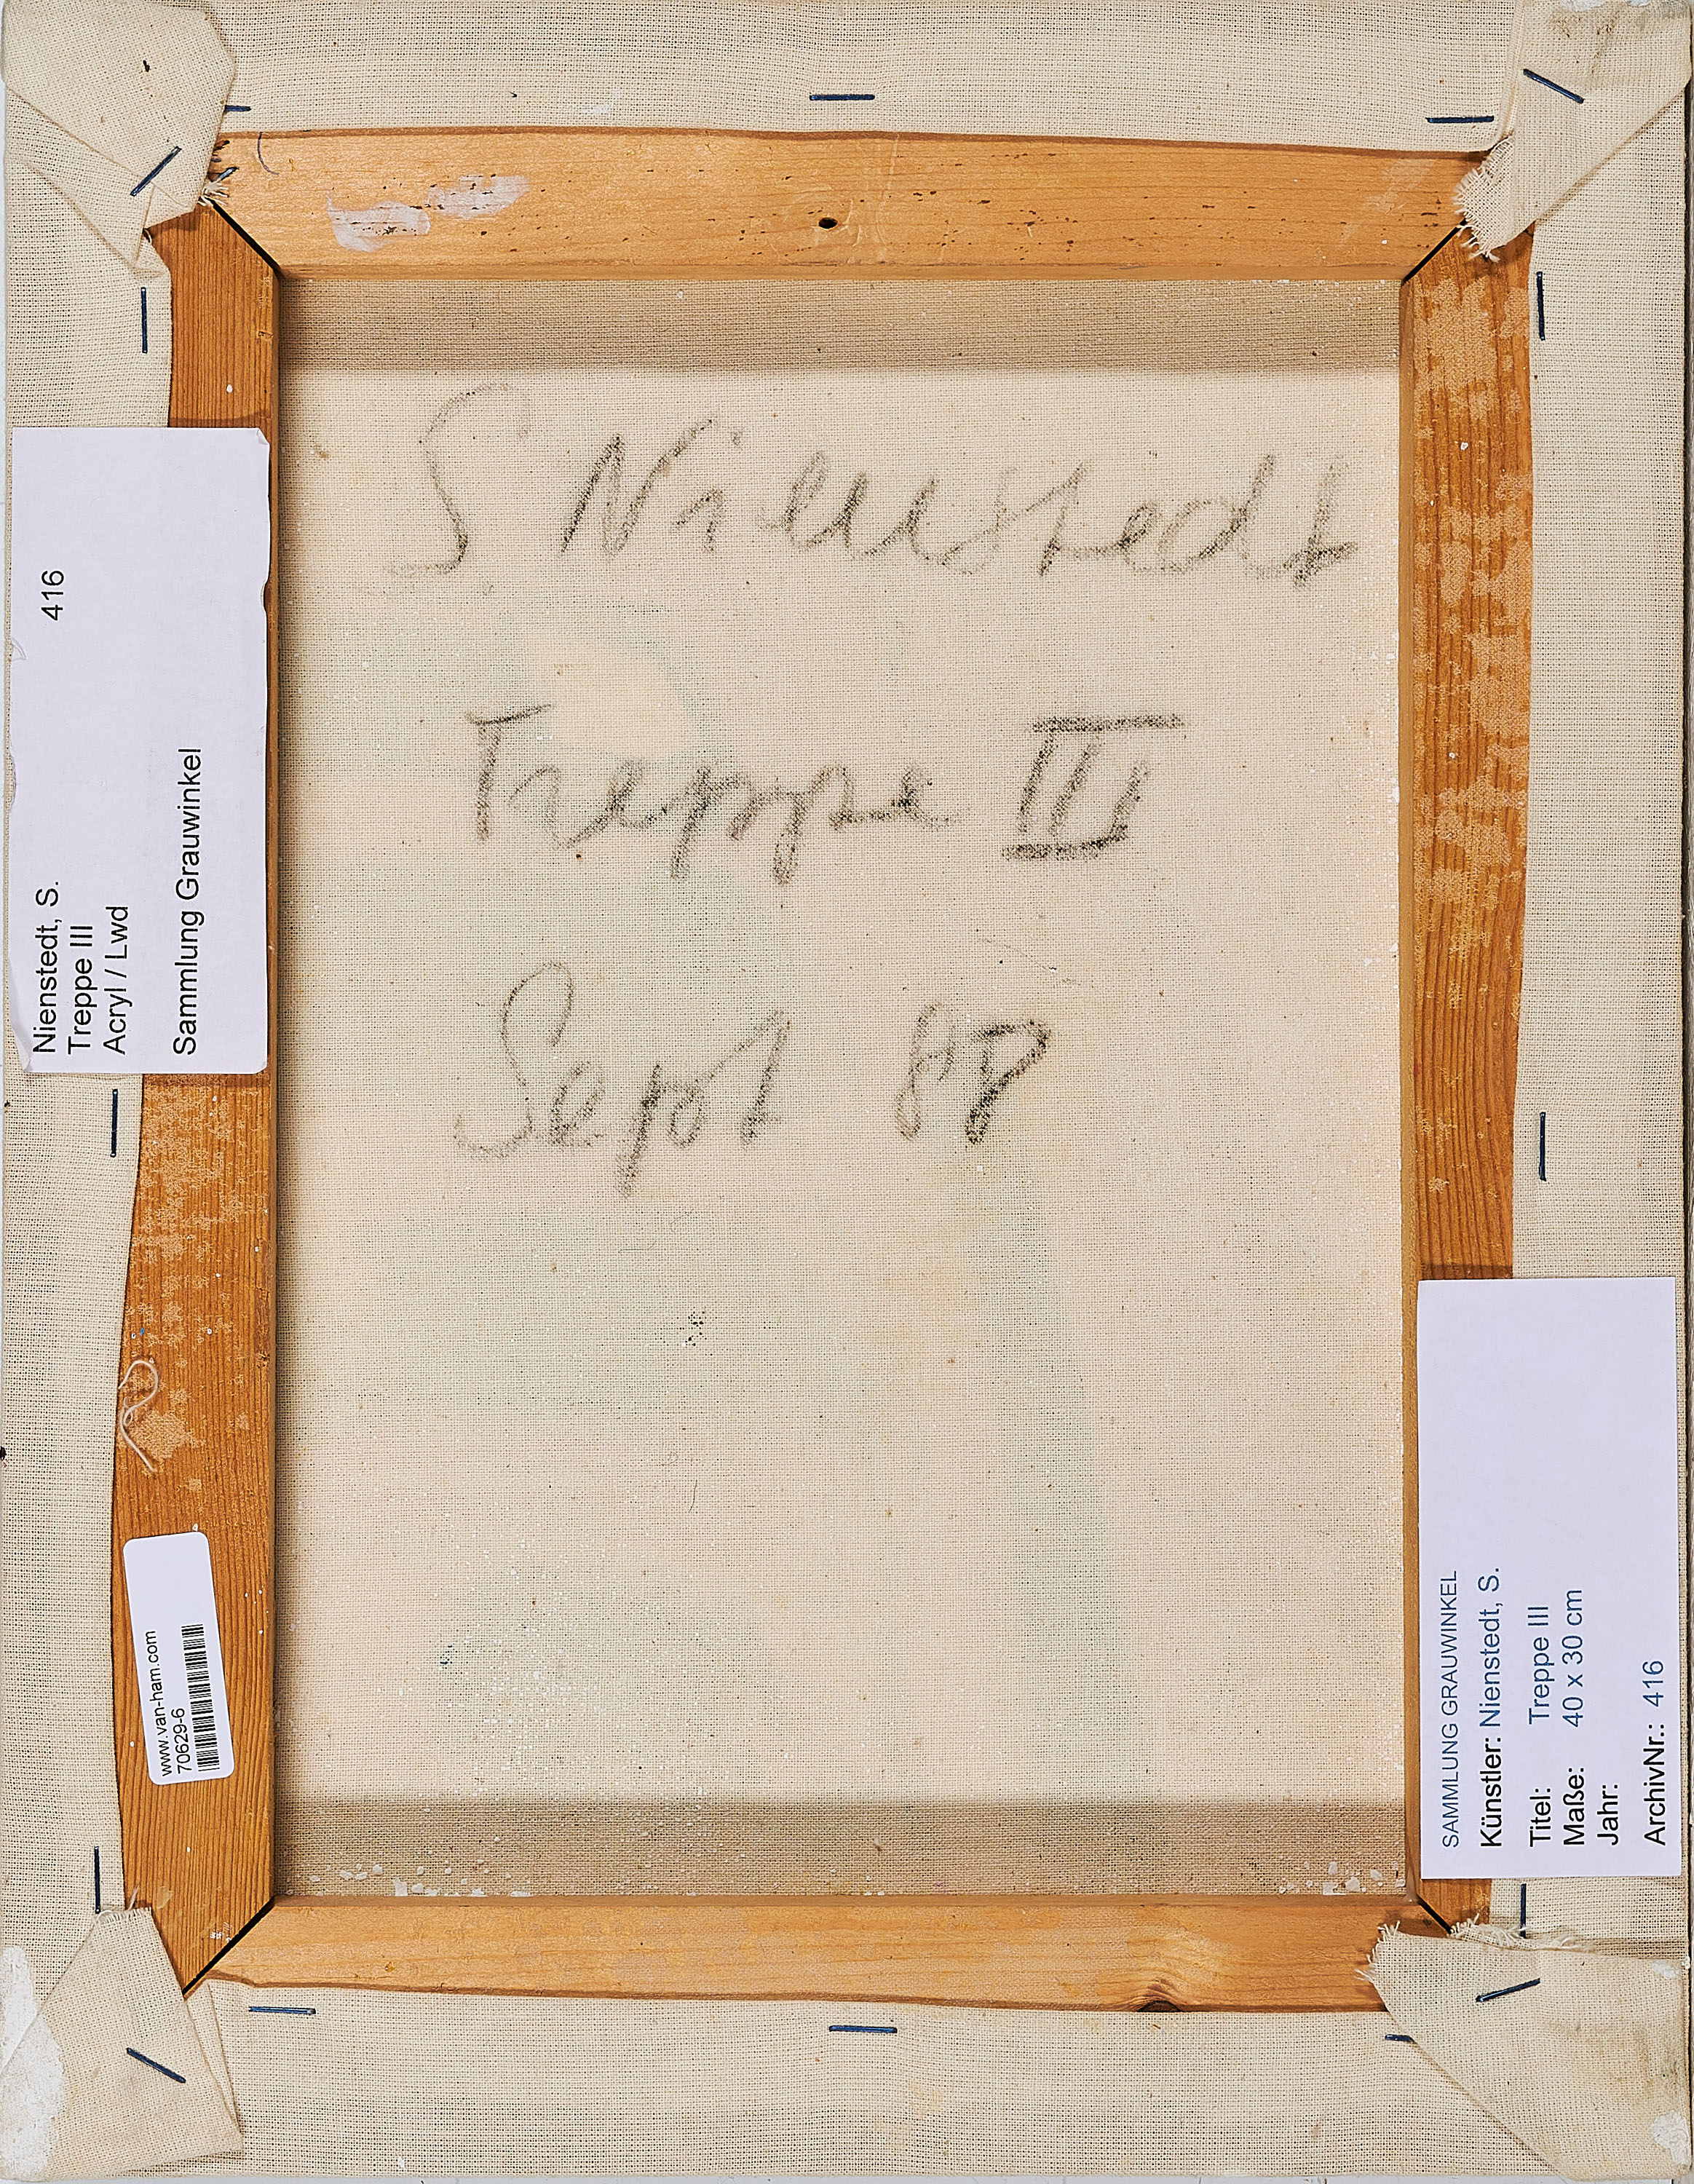 S Nienstedt
Treppe III
Sept 88
Nienstedt, S. 416
Treppe III
Acryl / Lwd
Sammlung Grauwinkel
www.van-ham.com
70629-6
SAMMLUNG GRAUWINKEL
Künstler: Nienstedt, S.
Titel: Treppe III
Maße: 40 x 30 cm
Jahr:
ArchivNr.: 416